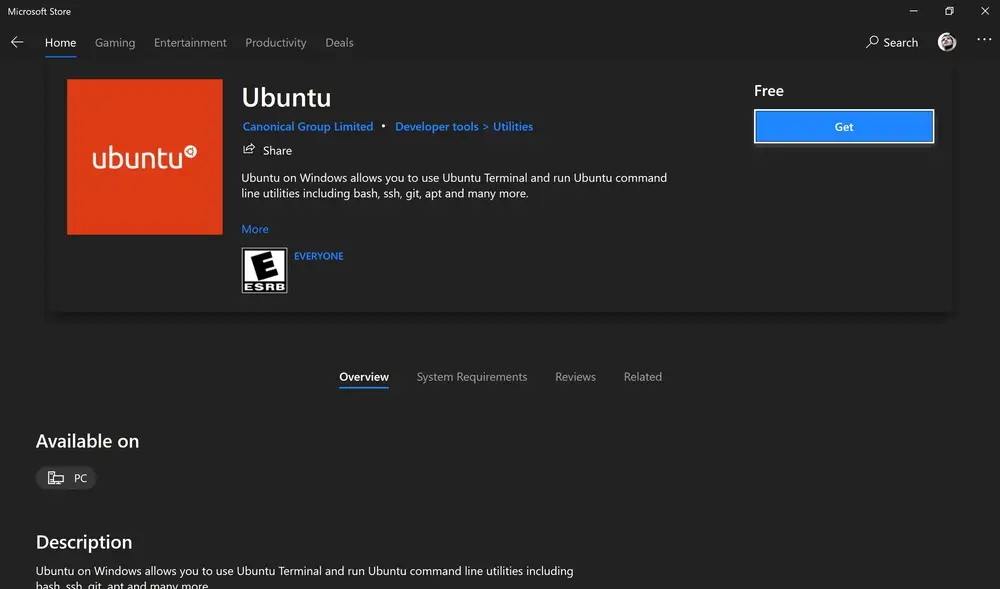 Microsoft Store
Home Gaming Entertainment Productivity Deals Search
ubuntu
Ubuntu
Canonical Group Limited • Developer tools > Utilities
Share
Ubuntu on Windows allows you to use Ubuntu Terminal and run Ubuntu command
line utilities including bash, ssh, git, apt and many more.
More
E
ESRB
EVERYONE
Free
Get
Overview System Requirements Reviews Related
Available on
PC
Description
Ubuntu on Windows allows you to use Ubuntu Terminal and run Ubuntu command line utilities including
bash, ssh, git, apt and many more.